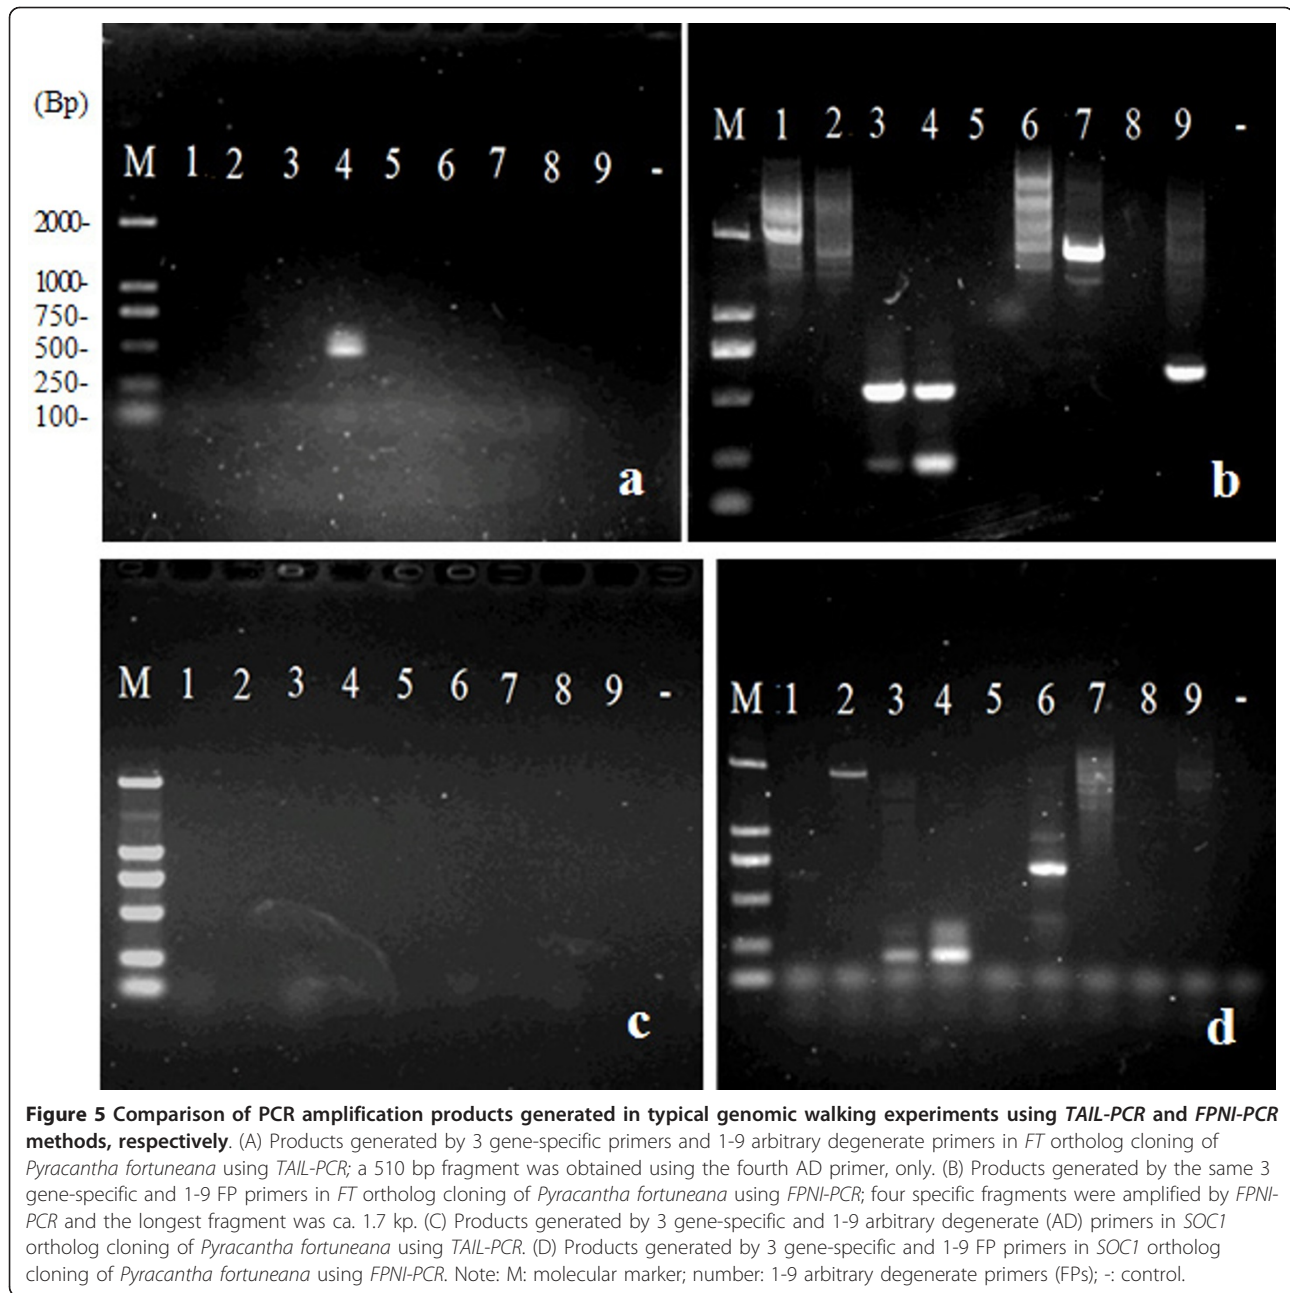 (Bp)
M 1 2 3 4 5 6 7 8 9 -
2000-
1000-
750-
500-
250-
100-
a
M 1 2 3 4 5 6 7 8 9 -
b
M 1 2 3 4 5 6 7 8 9 -
c
M 1 2 3 4 5 6 7 8 9 -
d
Figure 5 Comparison of PCR amplification products generated in typical genomic walking experiments using TAIL-PCR and FPNI-PCR
methods, respectively. (A) Products generated by 3 gene-specific primers and 1-9 arbitrary degenerate primers in FT ortholog cloning of
Pyracantha fortuneana using TAIL-PCR; a 510 bp fragment was obtained using the fourth AD primer, only. (B) Products generated by the same 3
gene-specific and 1-9 FP primers in FT ortholog cloning of Pyracantha fortuneana using FPNI-PCR; four specific fragments were amplified by FPNI-
PCR and the longest fragment was ca. 1.7 kp. (C) Products generated by 3 gene-specific and 1-9 arbitrary degenerate (AD) primers in SOC1
ortholog cloning of Pyracantha fortuneana using TAIL-PCR. (D) Products generated by 3 gene-specific and 1-9 FP primers in SOC1 ortholog
cloning of Pyracantha fortuneana using FPNI-PCR. Note: M: molecular marker; number: 1-9 arbitrary degenerate primers (FPs); -: control.